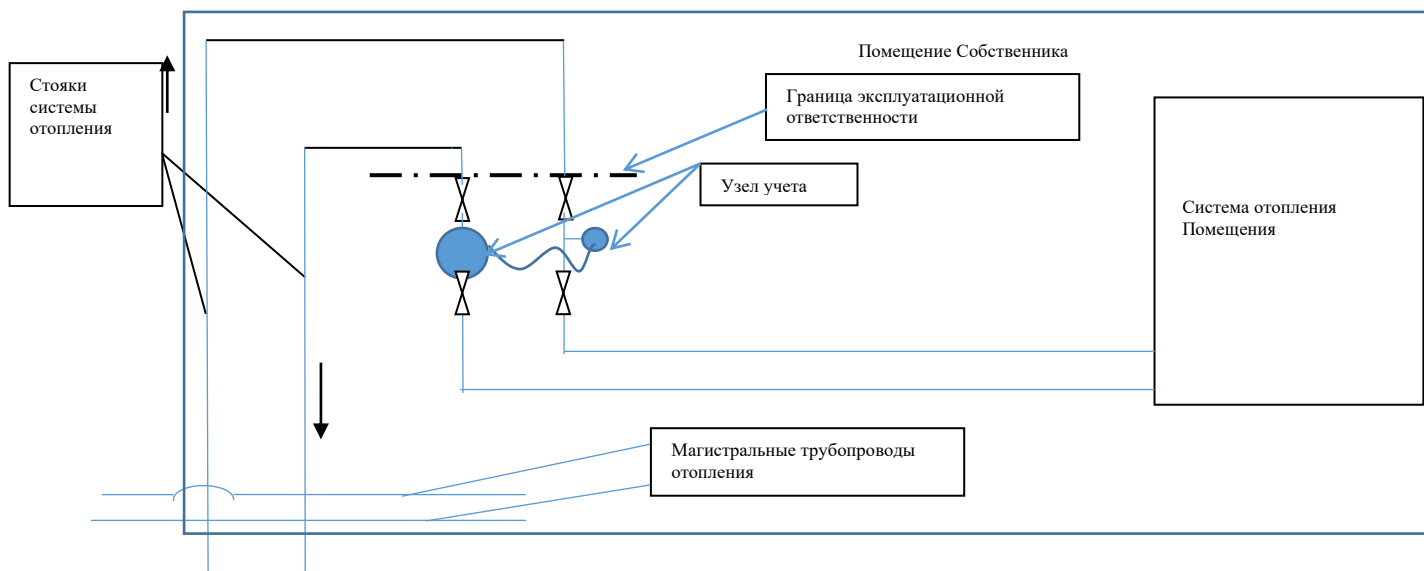 Помещение Собственника
Стояки
системы
отопления
Граница эксплуатационной
ответственности
Узел учета
Система отопления
Помещения
Магистральные трубопроводы
отопления